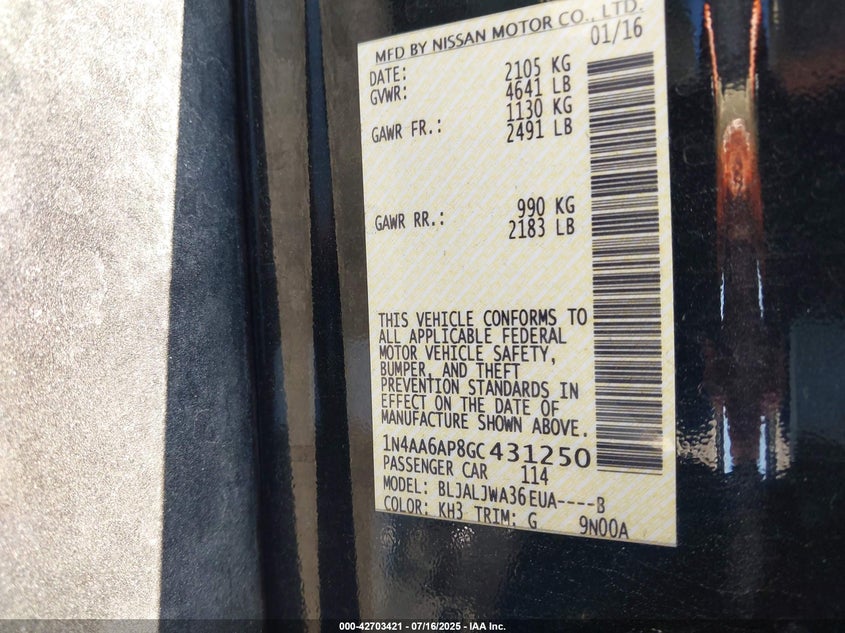 MFD BY NISSAN MOTOR CO., LTD.
01/16
DATE: 2105 KG
GVWR: 4641 LB
1130 KG
GAWR FR.: 2491 LB
990 KG
GAWR RR.: 2183 LB
THIS VEHICLE CONFORMS TO
ALL APPLICABLE FEDERAL
MOTOR VEHICLE SAFETY,
BUMPER, AND THEFT
PREVENTION STANDARDS IN
EFFECT ON THE DATE OF
MANUFACTURE SHOWN ABOVE.
1N4AA6AP8GC431250
PASSENGER CAR 114
MODEL: BLJALJWA36EUA----B
COLOR: KH3 TRIM: G 9N00A
000-42703421 - 07/16/2025 - IAA Inc.